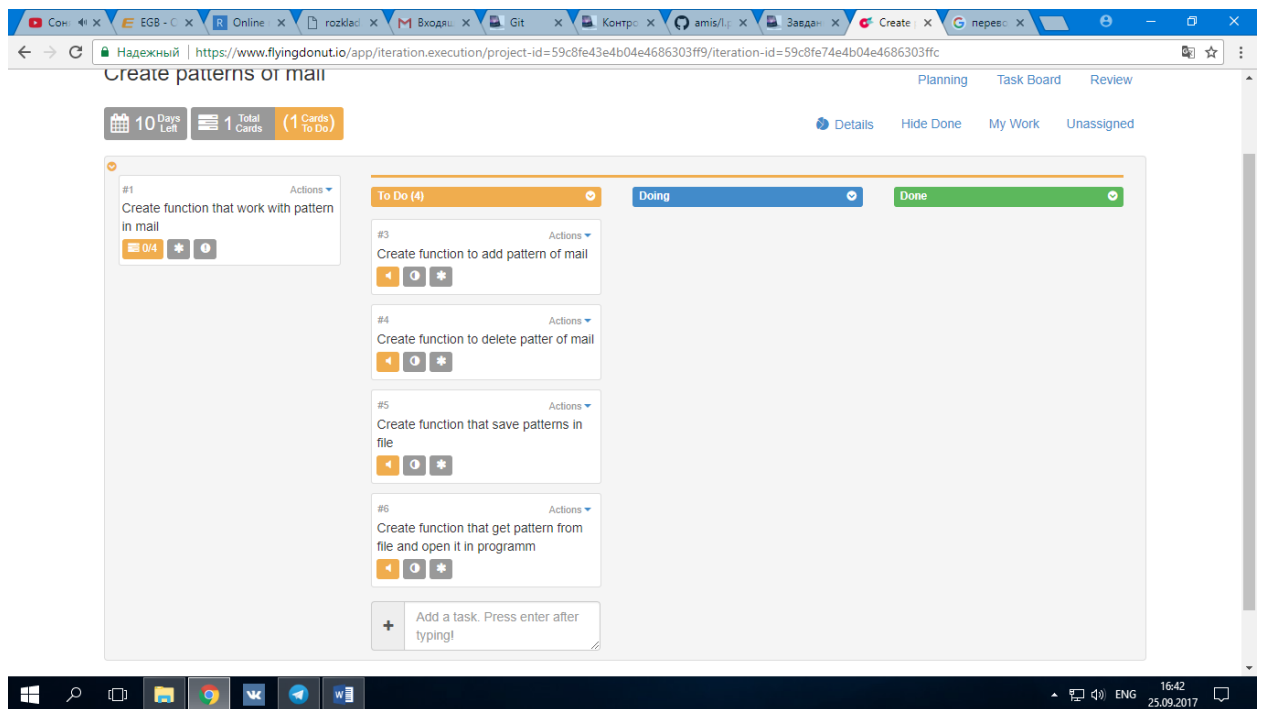 Сон
EGB - C
Online
rozklad
Входящ
Git
Контро
amis/l.p
Завдан
Create p
перево
Надежный
https://www.flyingdonut.io/app/iteration.execution/project-id=59c8fe43e4b04e4686303ff9/iteration-id=59c8fe74e4b04e4686303ffc
Create patterns of mail
Planning Task Board Review
10 Days Left 1 Total Cards (1 Cards To Do)
Details Hide Done My Work Unassigned
#1 Actions
Create function that work with pattern
in mail
0/4
To Do (4)
#3 Actions
Create function to add pattern of mail
#4 Actions
Create function to delete patter of mail
#5 Actions
Create function that save patterns in
file
#6 Actions
Create function that get pattern from
file and open it in programm
Add a task. Press enter after
typing!
Doing
Done
ENG
16:42
25.09.2017